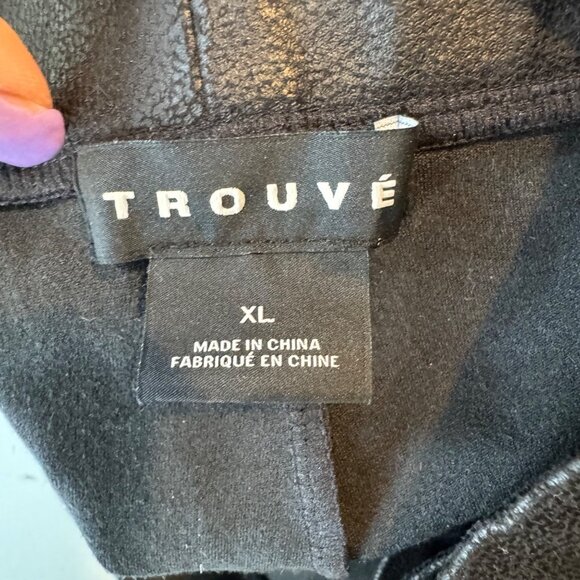 TROUVÉ
XL
MADE IN CHINA
FABRIQUÉ EN CHINE